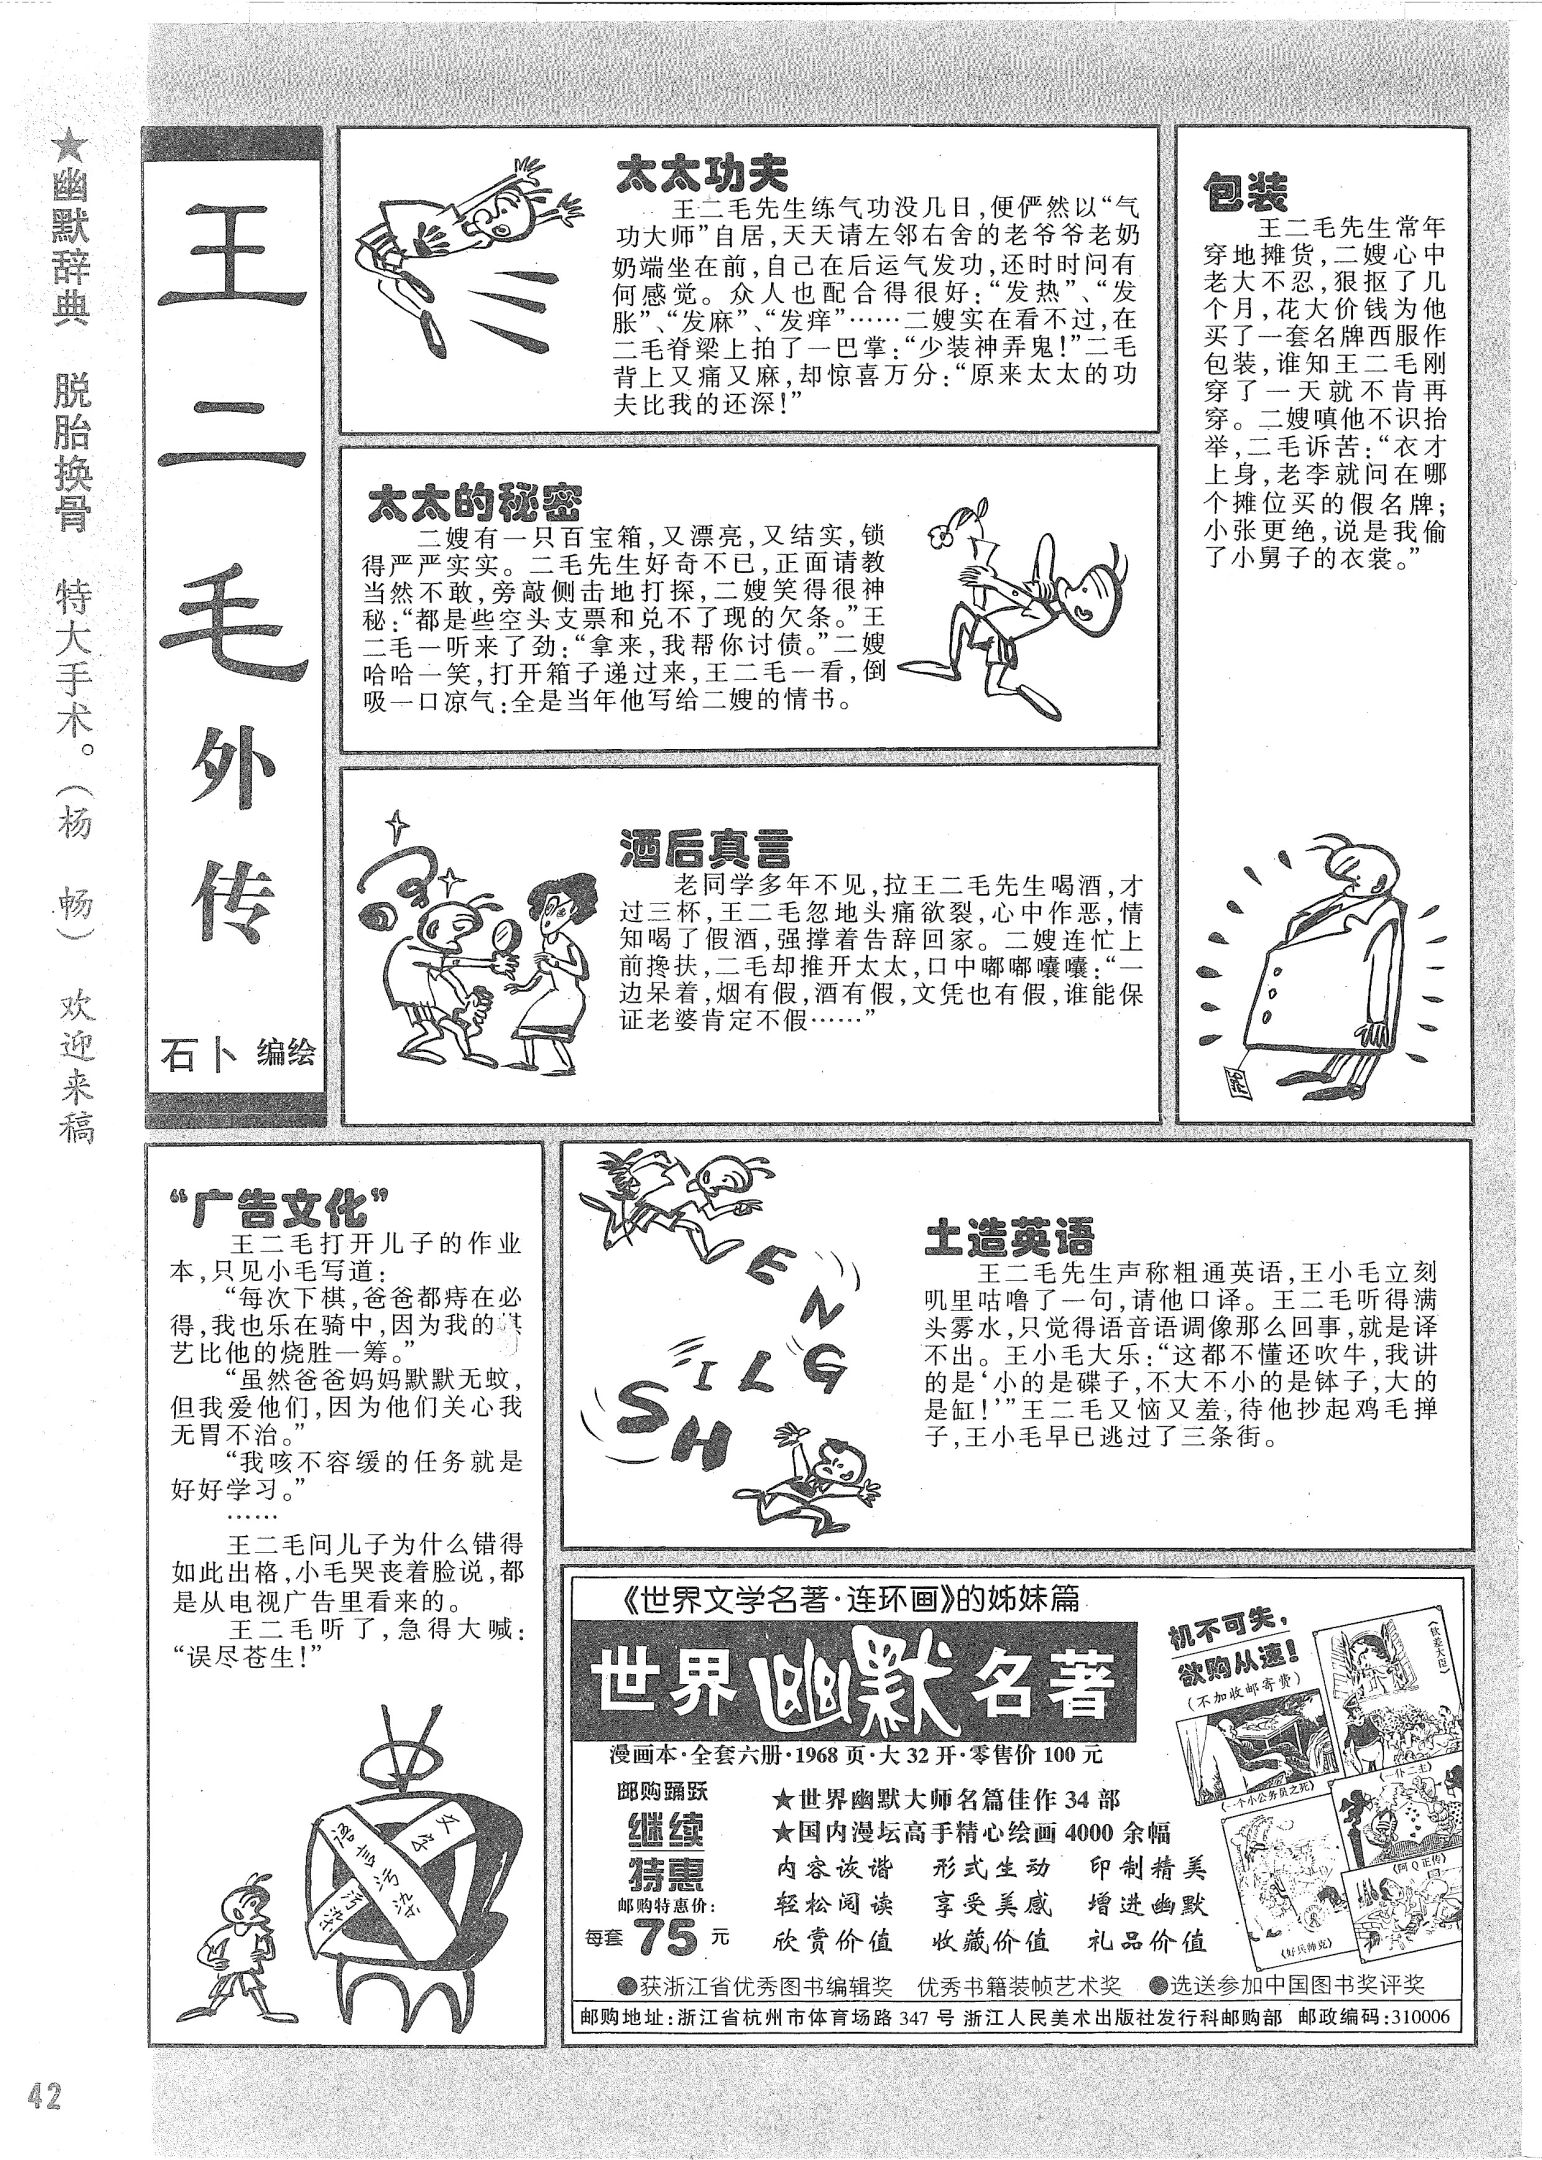 ★幽默辞典 脱胎换骨 特大手术。(杨 畅) 欢迎来稿
王二毛外传
石卜 编绘
太太功夫
王二毛先生练气功没几日,便俨然以“气
功大师”自居,天天请左邻右舍的老爷爷老奶
奶端坐在前,自己在后运气发功,还时时问有
何感觉。众人也配合得很好:“发热”、“发
胀”、“发麻”、“发痒”……二嫂实在看不过,在
二毛脊梁上拍了一巴掌:“少装神弄鬼!”二毛
背上又痛又麻,却惊喜万分:“原来太太的功
夫比我的还深!”
太太的秘密
二嫂有一只百宝箱,又漂亮,又结实,锁
得严严实实。二毛先生好奇不已,正面请教
当然不敢,旁敲侧击地打探,二嫂笑得很神
秘:“都是些空头支票和兑不了现的欠条。”王
二毛一听来了劲:“拿来,我帮你讨债。”二嫂
哈哈一笑,打开箱子递过来,王二毛一看,倒
吸一口凉气:全是当年他写给二嫂的情书。
酒后真言
老同学多年不见,拉王二毛先生喝酒,才
过三杯,王二毛忽地头痛欲裂,心中作恶,情
知喝了假酒,强撑着告辞回家。二嫂连忙上
前搀扶,二毛却推开太太,口中嘟嘟囔囔:“一
边呆着,烟有假,酒有假,文凭也有假,谁能保
证老婆肯定不假……”
包装
王二毛先生常年
穿地摊货,二嫂心中
老大不忍,狠抠了几
个月,花大价钱为他
买了一套名牌西服作
包装,谁知王二毛刚
穿了一天就不肯再
穿。二嫂嗔他不识抬
举,二毛诉苦:“衣才
上身,老李就问在哪
个摊位买的假名牌;
小张更绝,说是我偷
了小舅子的衣裳。”
“广告文化”
王二毛打开儿子的作业
本,只见小毛写道:
“每次下棋,爸爸都痔在必
得,我也乐在骑中,因为我的棋
艺比他的烧胜一筹。”
“虽然爸爸妈妈默默无蚊,
但我爱他们,因为他们关心我
无胃不治。”
“我咳不容缓的任务就是
好好学习。”
……
王二毛问儿子为什么错得
如此出格,小毛哭丧着脸说,都
是从电视广告里看来的。
王二毛听了,急得大喊:
“误尽苍生!”
文字
污染
语言污染
土造英语
王二毛先生声称粗通英语,王小毛立刻
叽里咕噜了一句,请他口译。王二毛听得满
头雾水,只觉得语音语调像那么回事,就是译
不出。王小毛大乐:“这都不懂还吹牛,我讲
的是‘小的是碟子,不大不小的是钵子,大的
是缸!’”王二毛又恼又羞,待他抄起鸡毛掸
子,王小毛早已逃过了三条街。
ENGLISH
《世界文学名著·连环画》的姊妹篇
世界幽默名著
漫画本·全套六册·1968页·大32开·零售价100元
邮购踊跃
继续
特惠
邮购特惠价:
每套75元
★世界幽默大师名篇佳作34部
★国内漫坛高手精心绘画4000余幅
内容诙谐 形式生动 印制精美
轻松阅读 享受美感 增进幽默
欣赏价值 收藏价值 礼品价值
机不可失,
欲购从速!
(不加收邮寄费)
《钦差大臣》
《一个小公务员之死》
《一仆二主》
《阿Q正传》
《好兵帅克》
●获浙江省优秀图书编辑奖 优秀书籍装帧艺术奖 ●选送参加中国图书奖评奖
邮购地址:浙江省杭州市体育场路347号 浙江人民美术出版社发行科邮购部 邮政编码:310006
42